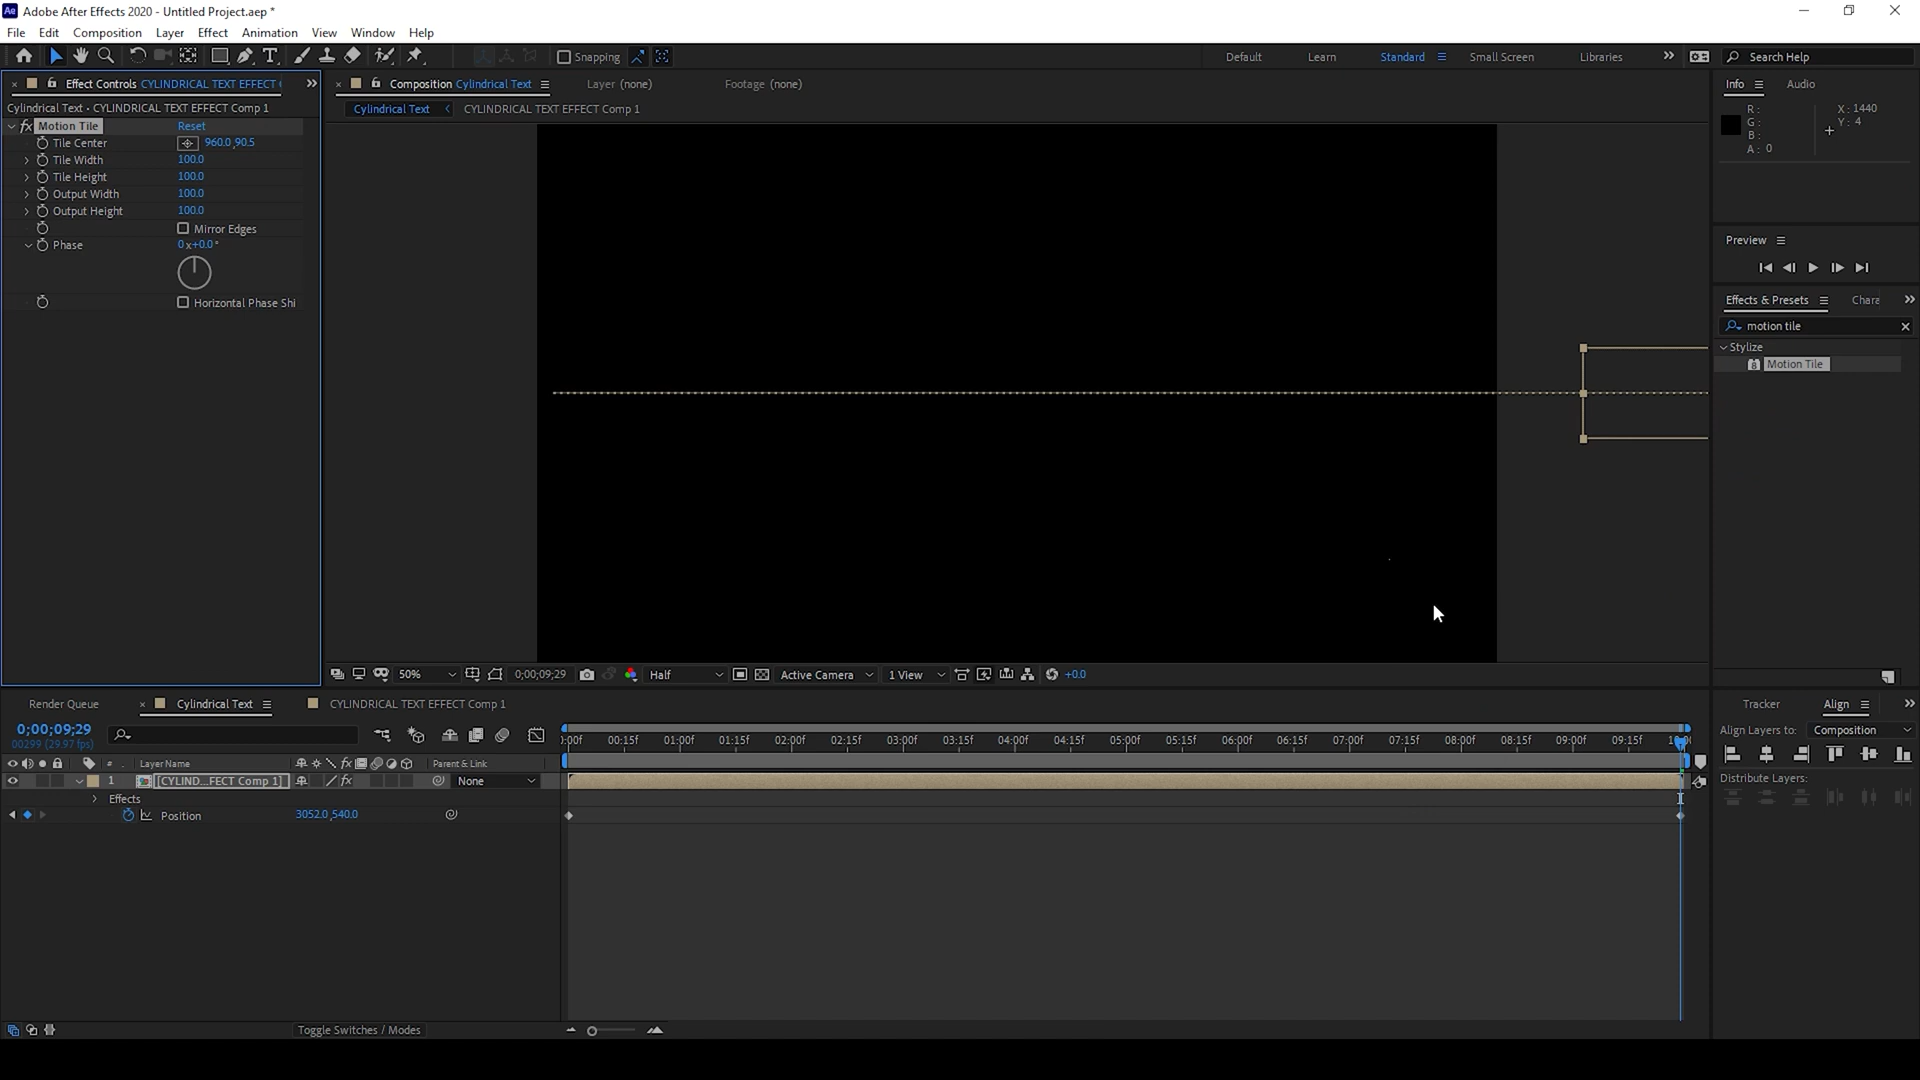 Adobe After Effects 2020 - Untitled Project.aep *
File Edit Composition Layer Effect Animation View Window Help
Snapping
Default Learn Standard Small Screen Libraries Search Help
Effect Controls CYLINDRICAL TEXT EFFECT
Cylindrical Text • CYLINDRICAL TEXT EFFECT Comp 1
fx Motion Tile Reset
Tile Center 960.0,90.5
Tile Width 100.0
Tile Height 100.0
Output Width 100.0
Output Height 100.0
Mirror Edges
Phase 0x+0.0°
Horizontal Phase Shi
Composition Cylindrical Text
Layer (none)
Footage (none)
Cylindrical Text CYLINDRICAL TEXT EFFECT Comp 1
50% 0;00;09;29 Half Active Camera 1 View +0.0
Info Audio
R :
G :
B :
A : 0
X : 1440
Y : 4
Preview
Effects & Presets Chara
motion tile
Stylize
Motion Tile
Render Queue Cylindrical Text CYLINDRICAL TEXT EFFECT Comp 1
0;00;09;29
00299 (29.97 fps)
:00f 00:15f 01:00f 01:15f 02:00f 02:15f 03:00f 03:15f 04:00f 04:15f 05:00f 05:15f 06:00f 06:15f 07:00f 07:15f 08:00f 08:15f 09:00f 09:15f
# Layer Name fx Parent & Link
1 [CYLIND...FECT Comp 1] fx None
Effects
Position 3052.0,540.0
Toggle Switches / Modes
Tracker Align
Align Layers to: Composition
Distribute Layers: